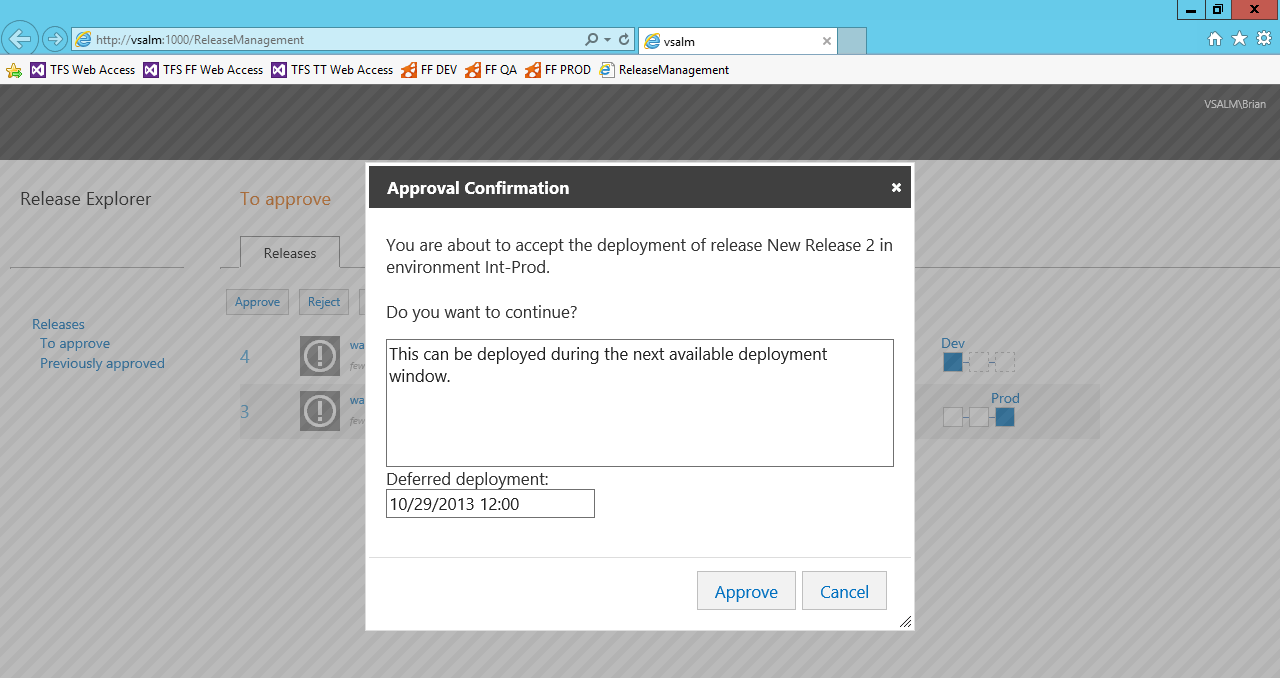 http://vsalm:1000/ReleaseManagement
vsalm
TFS Web Access
TFS FF Web Access
TFS TT Web Access
FF DEV
FF QA
FF PROD
ReleaseManagement
VSALM\Brian
Release Explorer
To approve
Releases
Approve
Reject
Releases
To approve
Previously approved
4
wa
few
Dev
3
wa
few
Prod
Approval Confirmation
You are about to accept the deployment of release New Release 2 in
environment Int-Prod.
Do you want to continue?
This can be deployed during the next available deployment
window.
Deferred deployment:
10/29/2013 12:00
Approve
Cancel